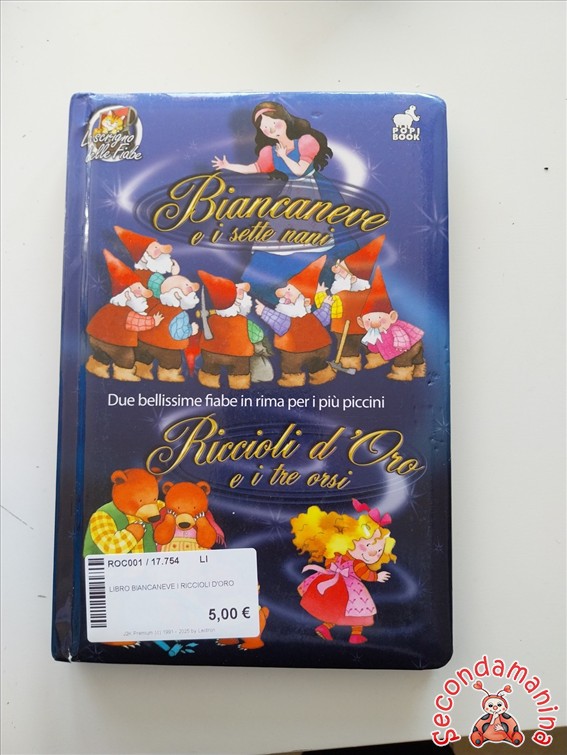 Lo scrigno
delle Fiabe
POPI
BOOK
Biancaneve
e i sette nani
Due bellissime fiabe in rima per i più piccini
Riccioli d'Oro
e i tre orsi
ROC001 / 17.754 LI
LIBRO BIANCANEVE I RICCIOLI D'ORO
5,00 €
Secondamanina